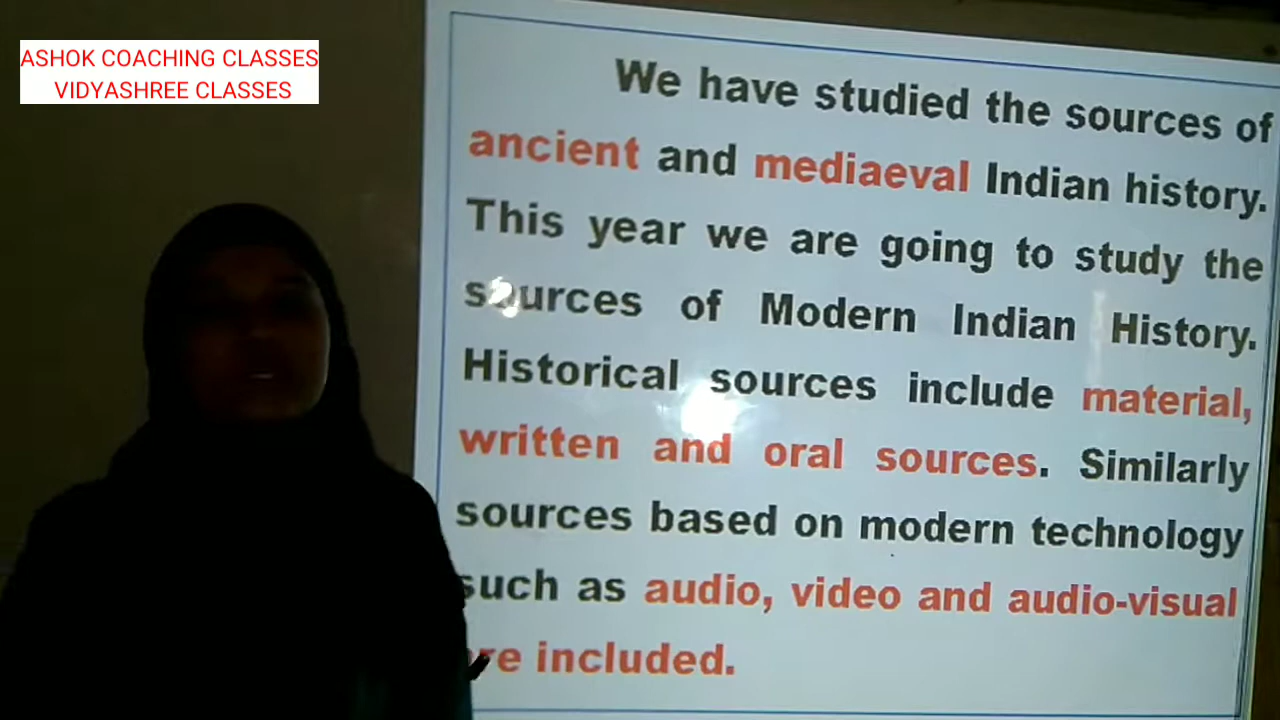 ASHOK COACHING CLASSES
VIDYASHREE CLASSES
We have studied the sources of
ancient and mediaeval Indian history.
This year we are going to study the
sources of Modern Indian History.
Historical sources include material,
written and oral sources. Similarly
sources based on modern technology
such as audio, video and audio-visual
are included.